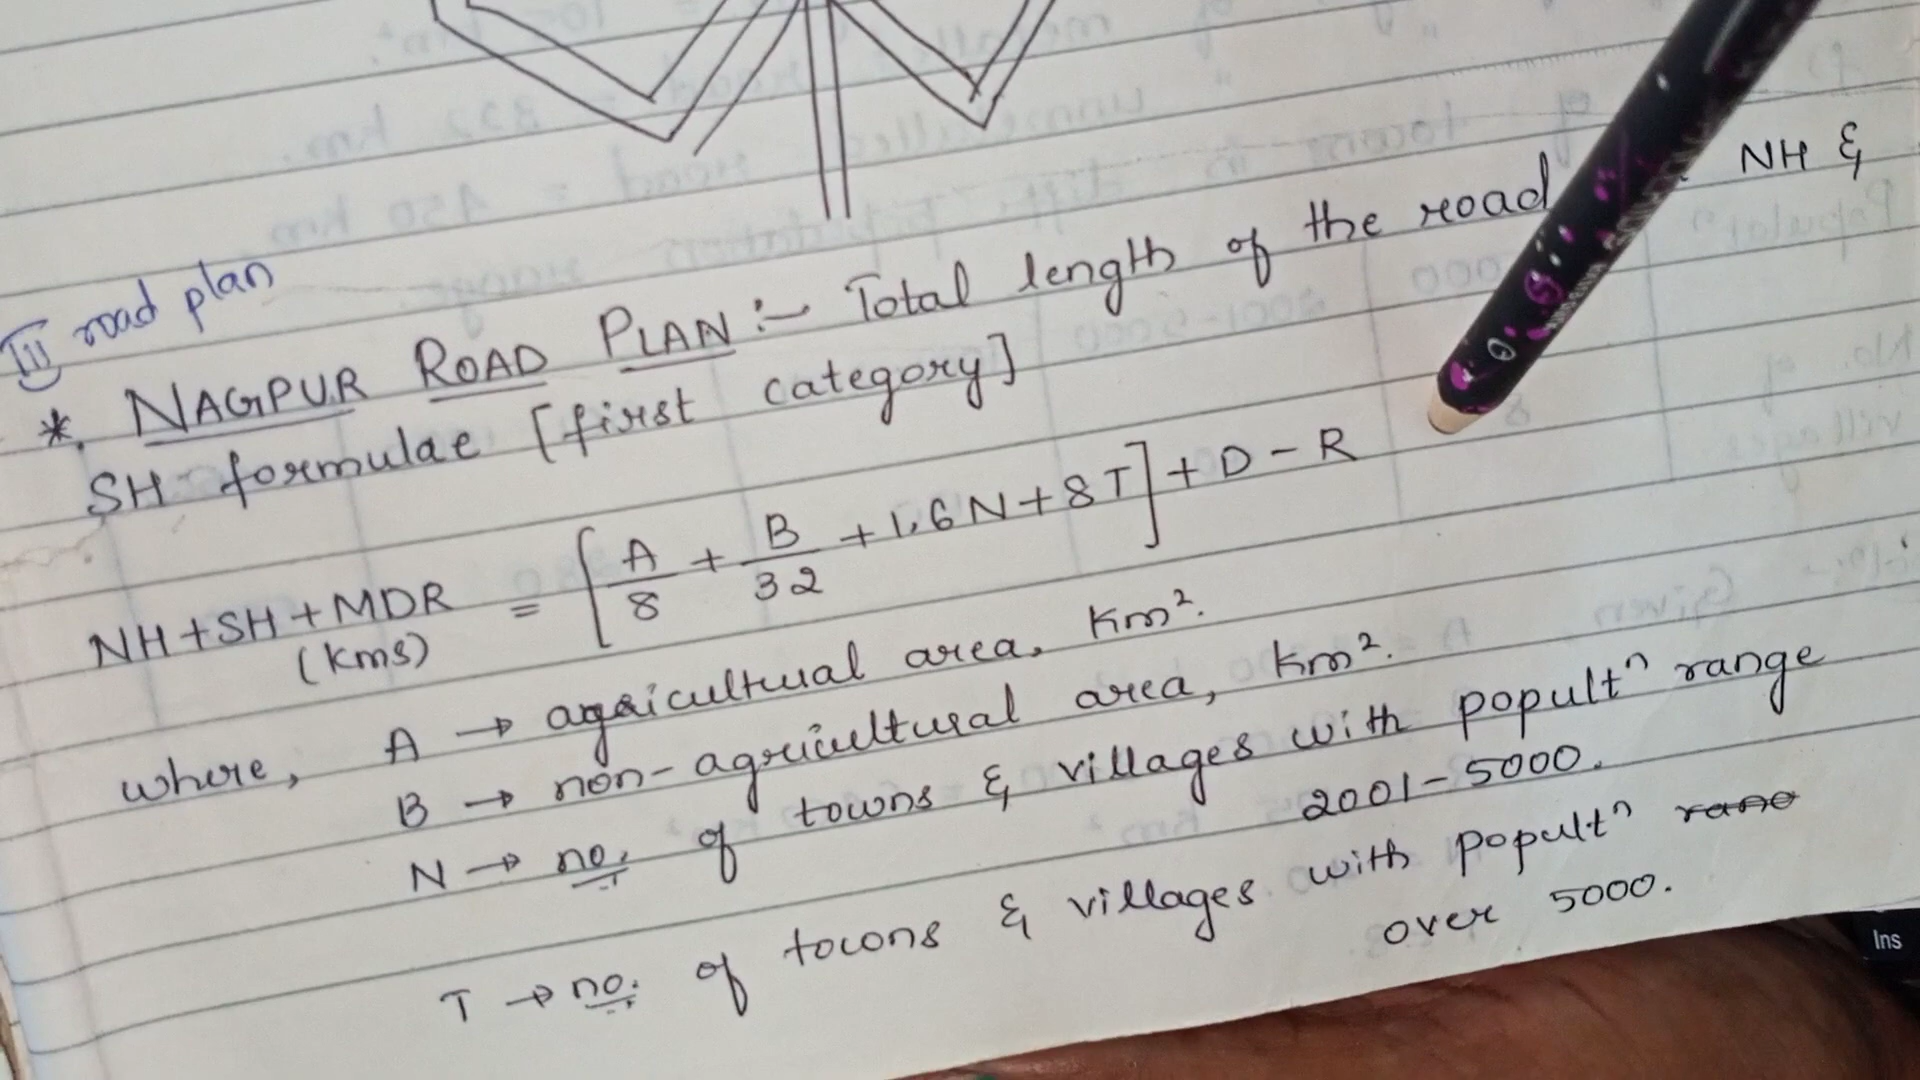 III road plan
*. NAGPUR ROAD PLAN :- Total length of the road NH &
SH formulae [first category]
NH+SH+MDR (kms) = [A/8 + B/32 + 1.6N + 8T] + D - R
where, A → agricultural area. Km².
B → non-agricultural area, km².
N → no. of towns & villages with popultⁿ range
2001-5000.
T → no. of towns & villages with popultⁿ
over 5000.
Ins